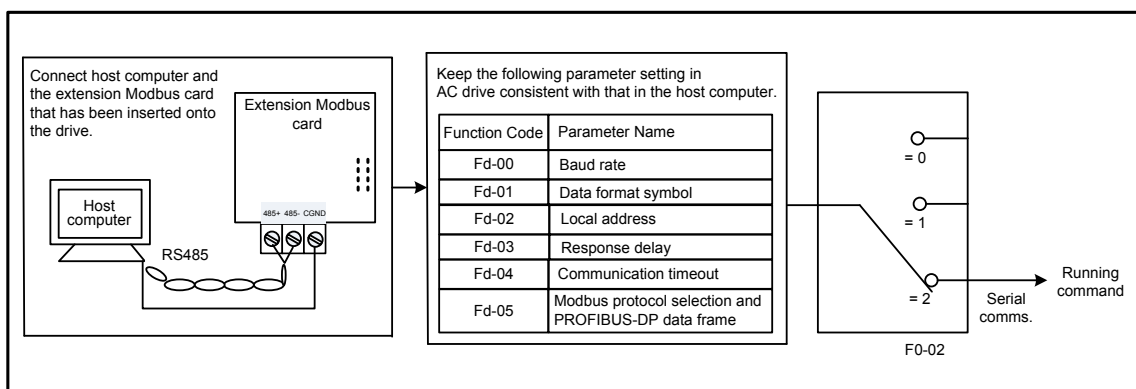 Connect host computer and
the extension Modbus card
that has been inserted onto
the drive.
Extension Modbus
card
485+ 485- CGND
Host
computer
RS485
Keep the following parameter setting in
AC drive consistent with that in the host computer.
Function Code Parameter Name
Fd-00 Baud rate
Fd-01 Data format symbol
Fd-02 Local address
Fd-03 Response delay
Fd-04 Communication timeout
Fd-05 Modbus protocol selection and
PROFIBUS-DP data frame
= 0
= 1
= 2
Serial
comms.
Running
command
F0-02